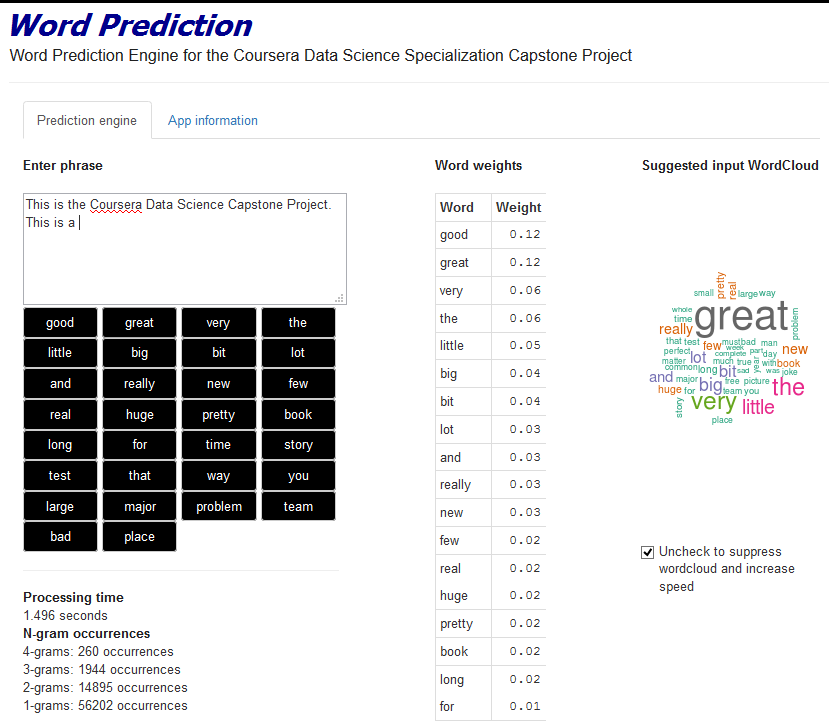 Word Prediction
Word Prediction Engine for the Coursera Data Science Specialization Capstone Project
Prediction engine
App information
Enter phrase
This is the Coursera Data Science Capstone Project.
This is a
good great very the
little big bit lot
and really new few
real huge pretty book
long for time story
test that way you
large major problem team
bad place
Processing time
1.496 seconds
N-gram occurrences
4-grams: 260 occurrences
3-grams: 1944 occurrences
2-grams: 14895 occurrences
1-grams: 56202 occurrences
Word weights
Word Weight
good 0.12
great 0.12
very 0.06
the 0.06
little 0.05
big 0.04
bit 0.04
lot 0.03
and 0.03
really 0.03
new 0.03
few 0.02
real 0.02
huge 0.02
pretty 0.02
book 0.02
long 0.02
for 0.01
Suggested input WordCloud
pretty
real
small
large way
whole
time
great
problem
really
that test few must bad man
week
perfect
lot
complete part day
new
matter
much true with book
year
common long
bit
sad was joke
and major
big
free picture
the
huge for
team you
story
very little
place
Uncheck to suppress
wordcloud and increase
speed